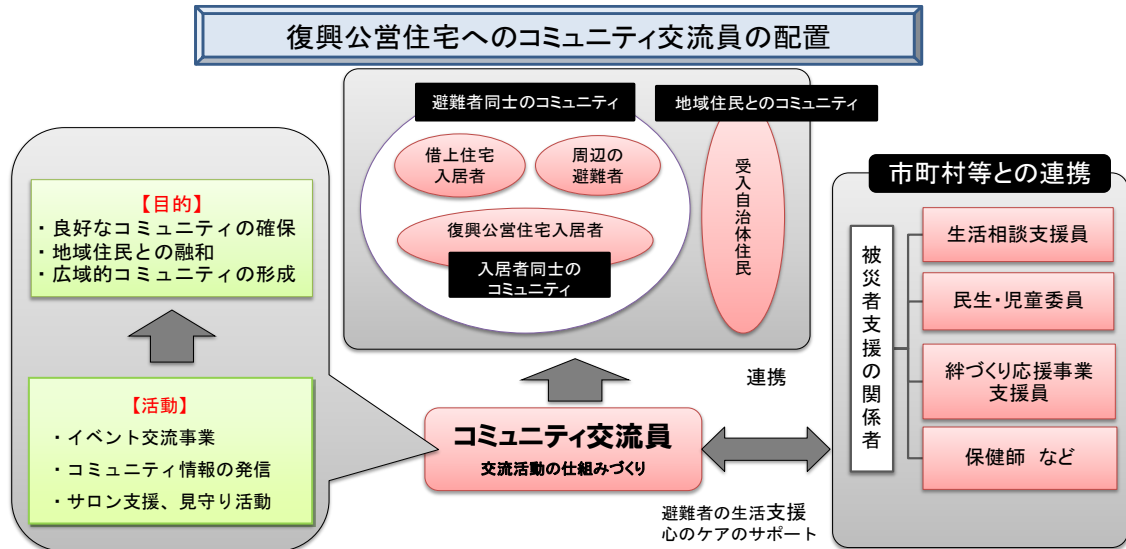 復興公営住宅へのコミュニティ交流員の配置
避難者同士のコミュニティ
地域住民とのコミュニティ
借上住宅
入居者
周辺の
避難者
復興公営住宅入居者
入居者同士の
コミュニティ
受入自治体住民
【目的】
・良好なコミュニティの確保
・地域住民との融和
・広域的コミュニティの形成
【活動】
・イベント交流事業
・コミュニティ情報の発信
・サロン支援、見守り活動
連携
コミュニティ交流員
交流活動の仕組みづくり
避難者の生活支援
心のケアのサポート
市町村等との連携
被災者支援の関係者
生活相談支援員
民生・児童委員
絆づくり応援事業
支援員
保健師 など